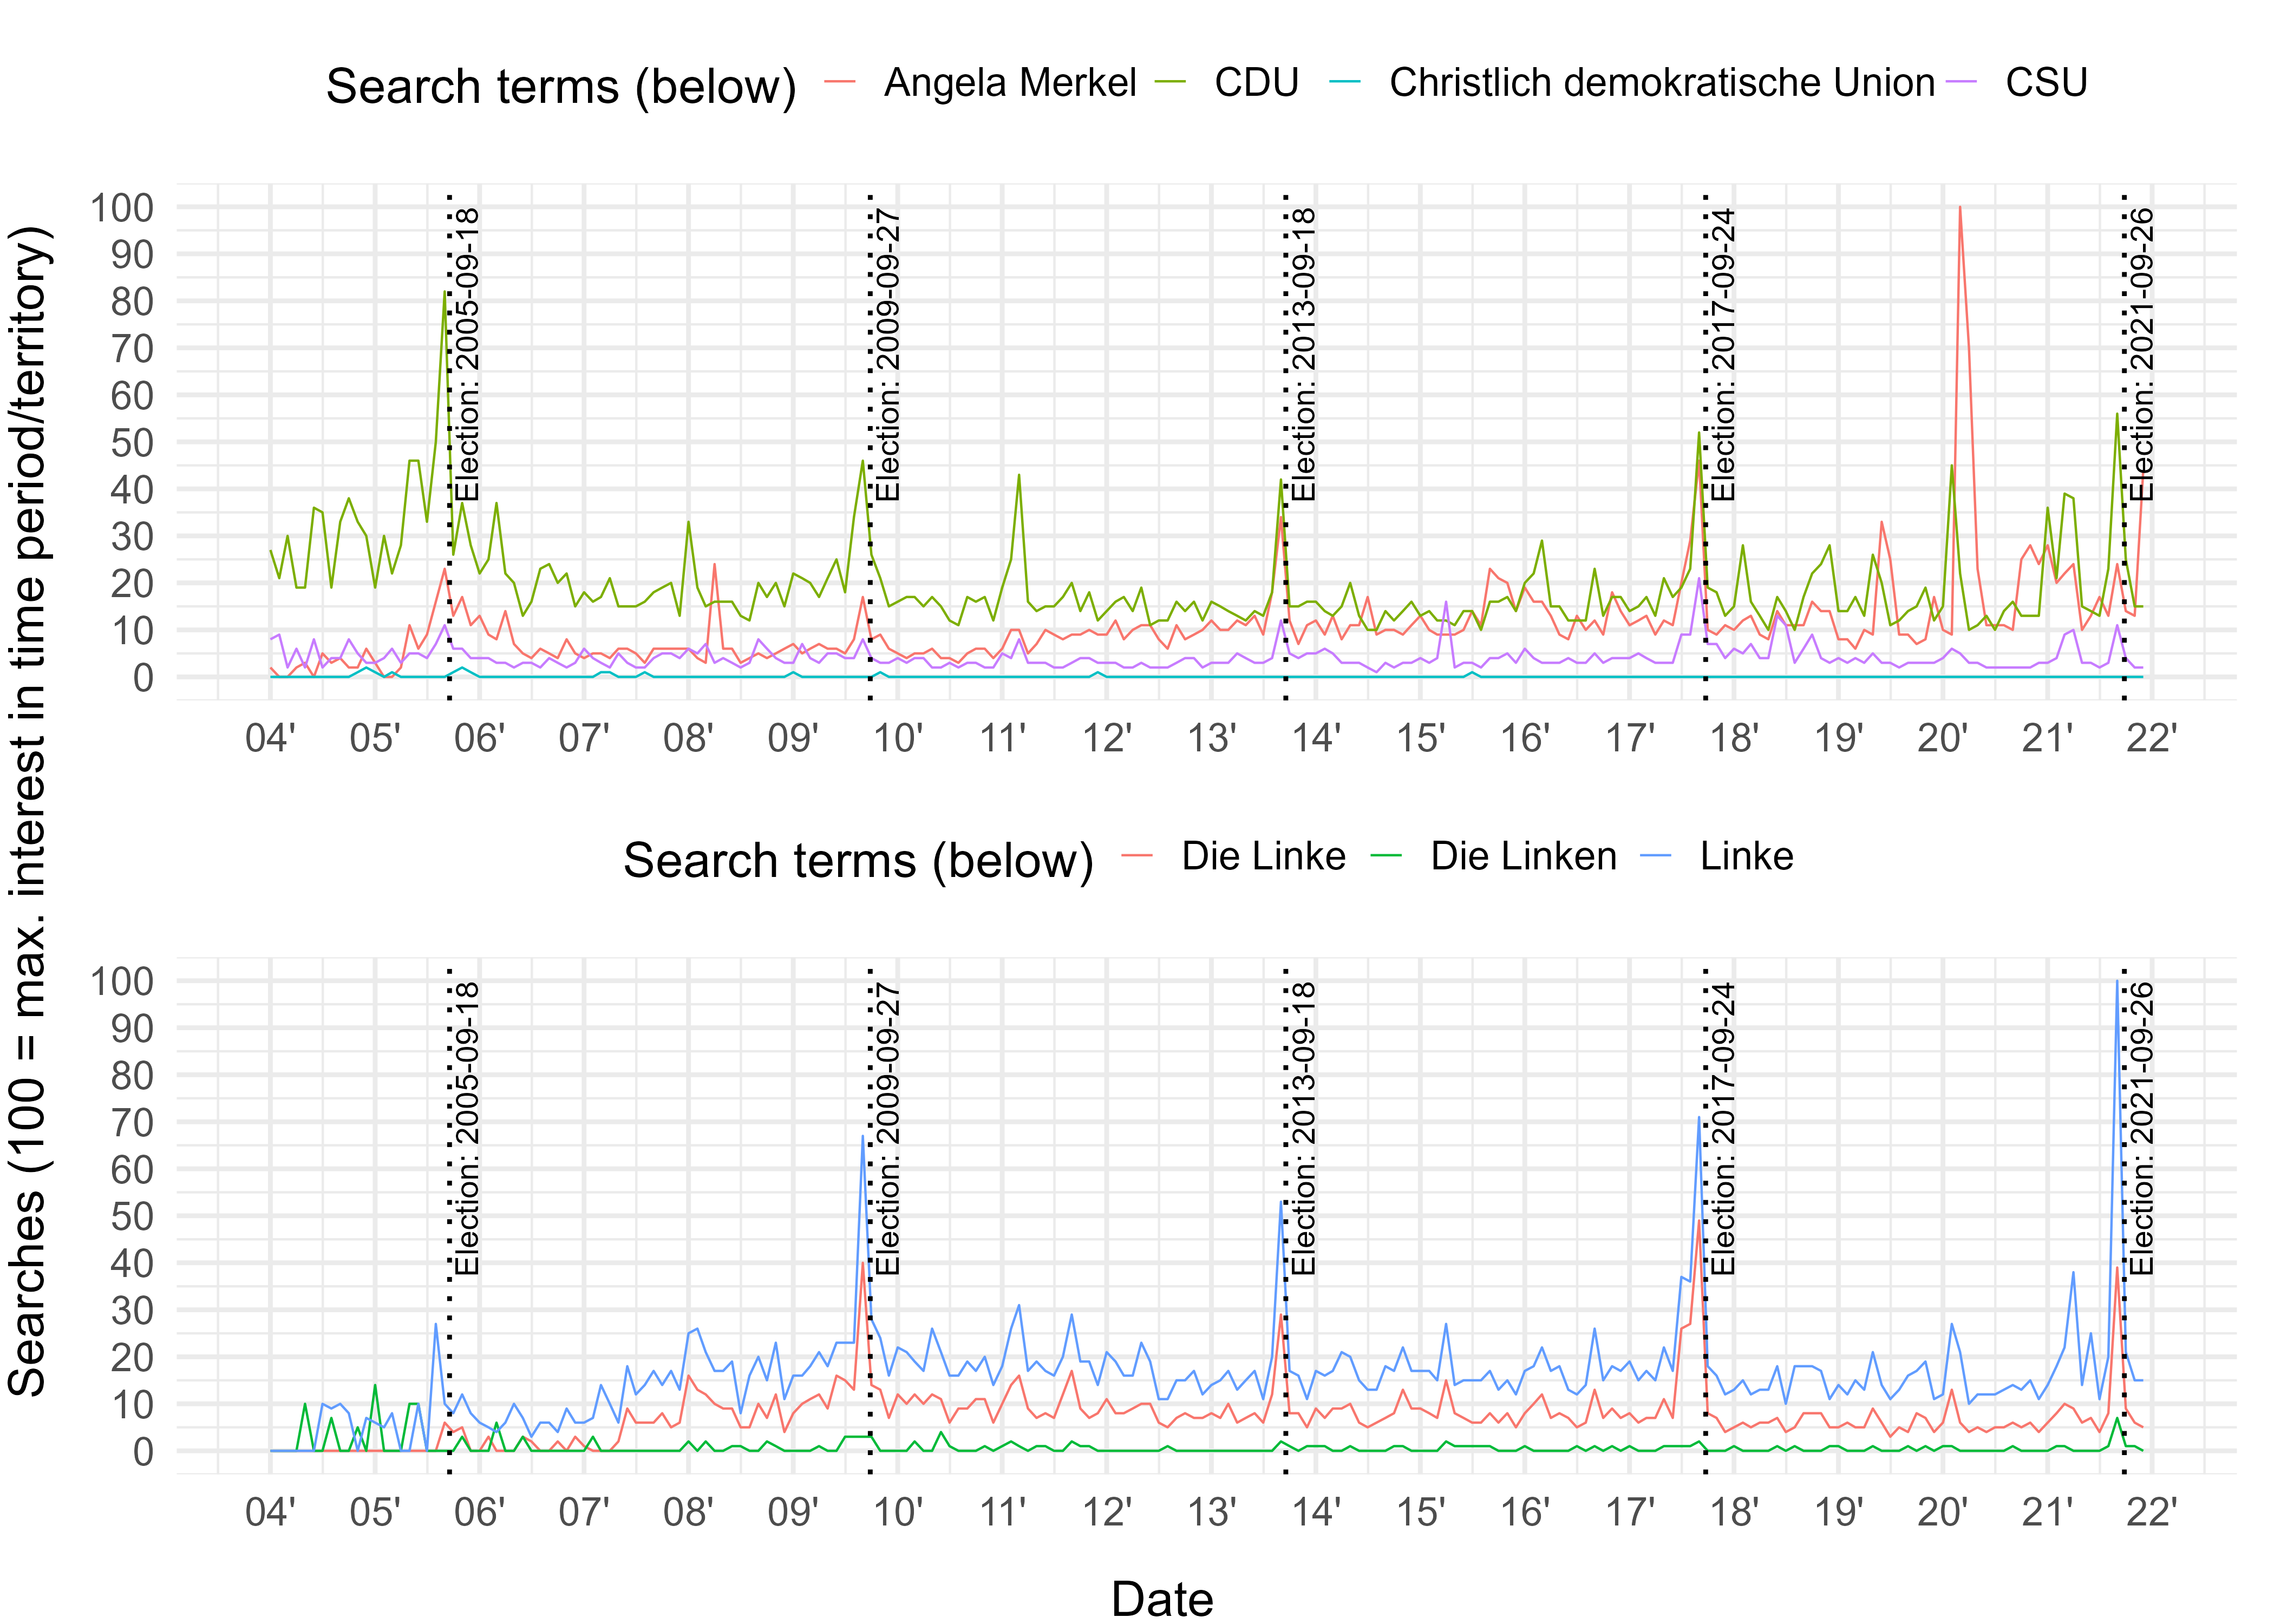 Search terms (below) Angela Merkel CDU Christlich demokratische Union CSU
Searches (100 = max. interest in time period/territory)
100
90
80
70
60
50
40
30
20
10
0
Election: 2005-09-18
Election: 2009-09-27
Election: 2013-09-18
Election: 2017-09-24
Election: 2021-09-26
04' 05' 06' 07' 08' 09' 10' 11' 12' 13' 14' 15' 16' 17' 18' 19' 20' 21' 22'
Search terms (below) Die Linke Die Linken Linke
100
90
80
70
60
50
40
30
20
10
0
Election: 2005-09-18
Election: 2009-09-27
Election: 2013-09-18
Election: 2017-09-24
Election: 2021-09-26
04' 05' 06' 07' 08' 09' 10' 11' 12' 13' 14' 15' 16' 17' 18' 19' 20' 21' 22'
Date